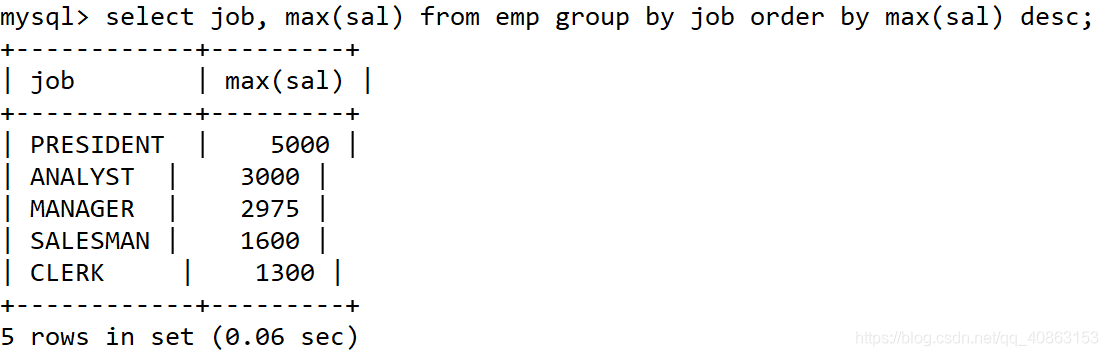 mysql> select job, max(sal) from emp group by job order by max(sal) desc;
+------------+---------+
| job        | max(sal) |
+------------+---------+
| PRESIDENT  |    5000 |
| ANALYST  |    3000 |
| MANAGER  |    2975 |
| SALESMAN |    1600 |
| CLERK     |    1300 |
+------------+---------+
5 rows in set (0.06 sec)
https://blog.csdn.net/qq_40863153